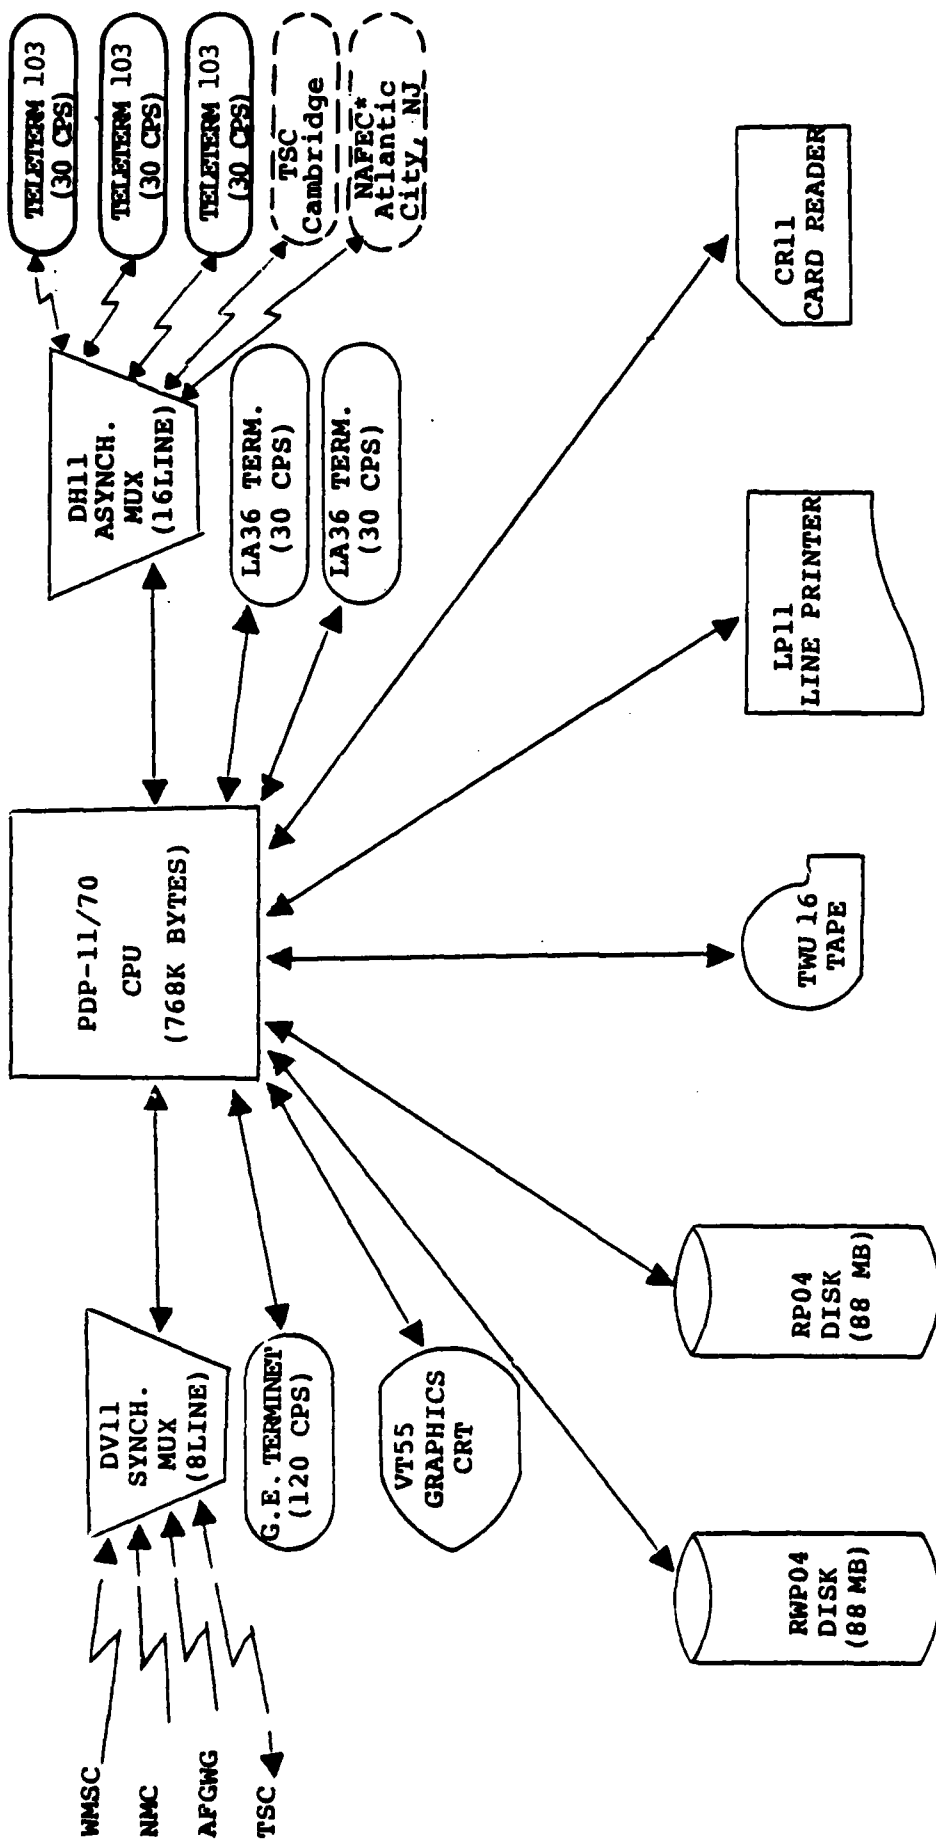 WMSC
NMC
AFGWG
TSC
DV11
SYNCH.
MUX
(8LINE)
G.E. TERMINET
(120 CPS)
VT55
GRAPHICS
CRT
RWP04
DISK
(88 MB)
RP04
DISK
(88 MB)
PDP-11/70
CPU
(768K BYTES)
TWU 16
TAPE
LP11
LINE PRINTER
CR11
CARD READER
DH11
ASYNCH.
MUX
(16LINE)
LA36 TERM.
(30 CPS)
LA36 TERM.
(30 CPS)
TELETERM 103
(30 CPS)
TELETERM 103
(30 CPS)
TELETERM 103
(30 CPS)
TSC
Cambridge
NAFEC*
Atlantic
City, NJ